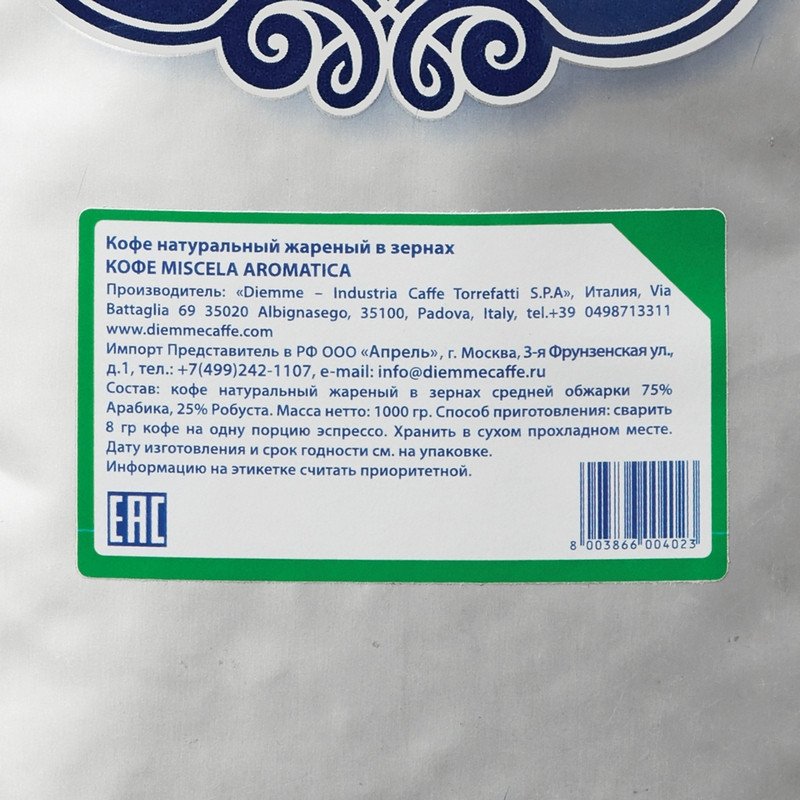 Кофе натуральный жареный в зернах
КОФЕ MISCELA AROMATICA
Производитель: «Diemme – Industria Caffe Torrefatti S.P.A», Италия, Via
Battaglia 69 35020 Albignasego, 35100, Padova, Italy, tel.+39 0498713311
www.diemmecaffe.com
Импорт Представитель в РФ ООО «Апрель», г. Москва, 3-я Фрунзенская ул.,
д.1, тел.: +7(499)242-1107, e-mail: info@diemmecaffe.ru
Состав: кофе натуральный жареный в зернах средней обжарки 75%
Арабика, 25% Робуста. Масса нетто: 1000 гр. Способ приготовления: сварить
8 гр кофе на одну порцию эспрессо. Хранить в сухом прохладном месте.
Дату изготовления и срок годности см. на упаковке.
Информацию на этикетке считать приоритетной.
EAC
8 003866 004023